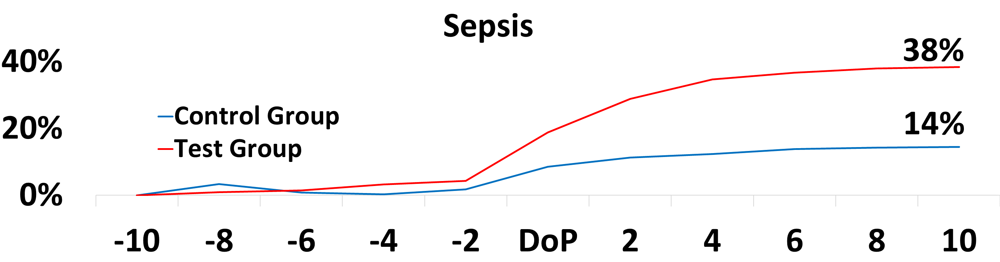 Sepsis
40%
38%
Control Group
20%
14%
Test Group
0%
-10 -8 -6 -4 -2 DoP 2 4 6 8 10